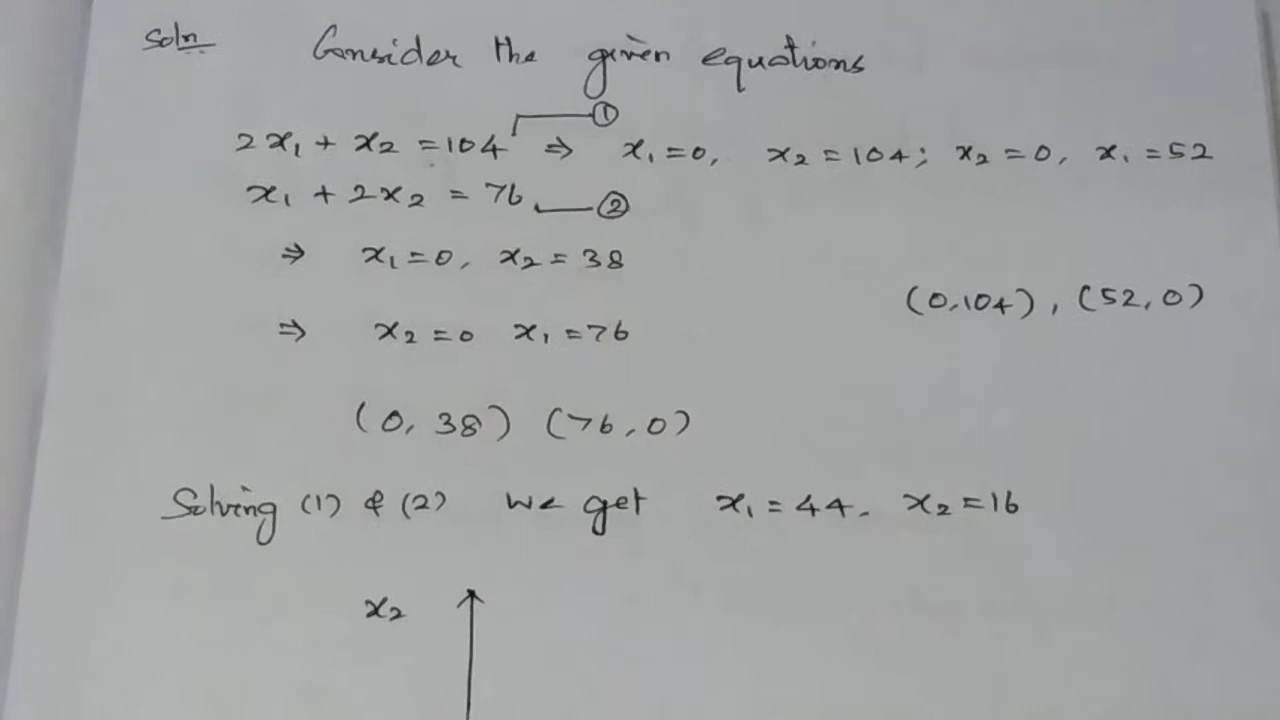 Soln Consider the given equations
2x₁ + x₂ = 104 ① ⇒ x₁ = 0, x₂ = 104; x₂ = 0, x₁ = 52
x₁ + 2x₂ = 76 ②
⇒ x₁ = 0, x₂ = 38
(0, 104), (52, 0)
⇒ x₂ = 0 x₁ = 76
(0, 38) (76, 0)
Solving (1) & (2) we get x₁ = 44. x₂ = 16
x₂